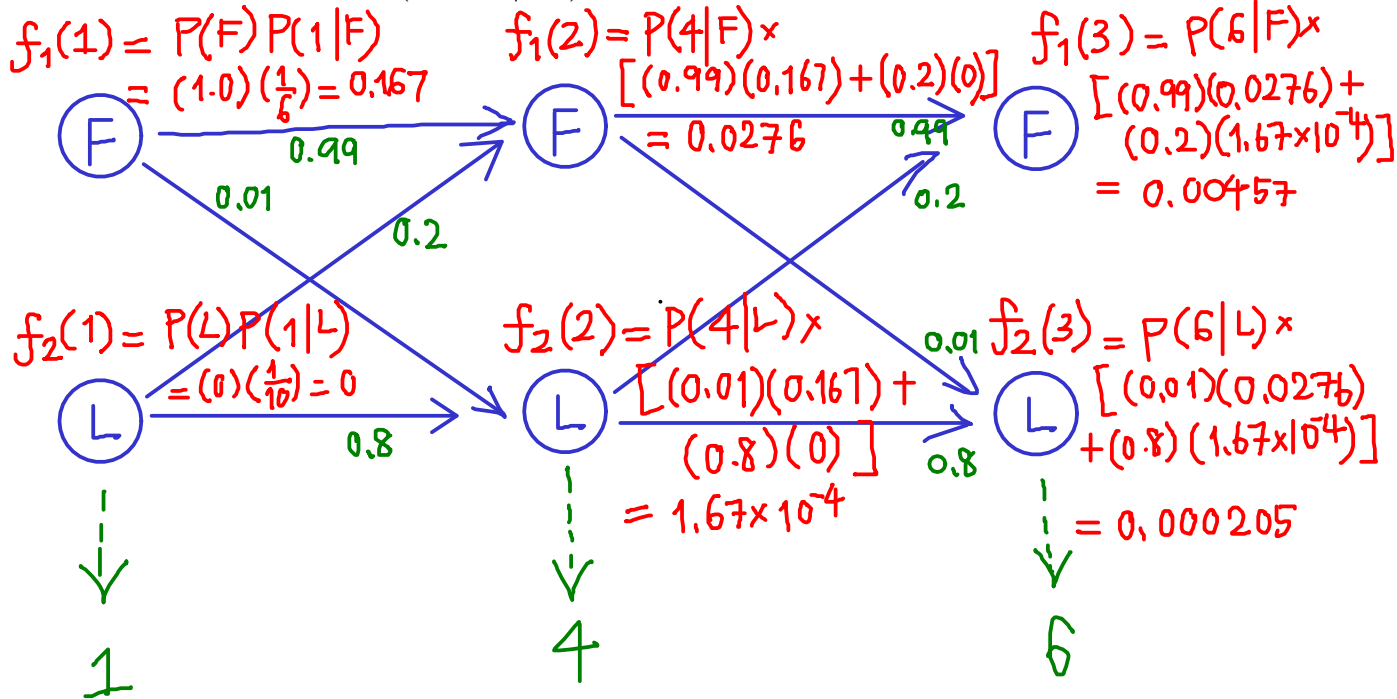 f₁(1) = P(F) P(1|F)
= (1.0) (1/6) = 0.167
F
0.99
0.01
0.2
f₁(2) = P(4|F) ×
[(0.99)(0.167) + (0.2)(0)]
= 0.0276
F
0.99
0.2
f₁(3) = P(6|F) ×
[(0.99)(0.0276) +
(0.2)(1.67×10⁻⁴)]
= 0.00457
F
f₂(1) = P(L) P(1|L)
= (0) (1/10) = 0
L
0.8
f₂(2) = P(4|L) ×
[(0.01)(0.167) +
(0.8)(0)]
= 1.67×10⁻⁴
L
0.01
0.8
f₂(3) = P(6|L) ×
[(0.01)(0.0276)
+(0.8)(1.67×10⁻⁴)]
= 0.000205
L
1
4
6